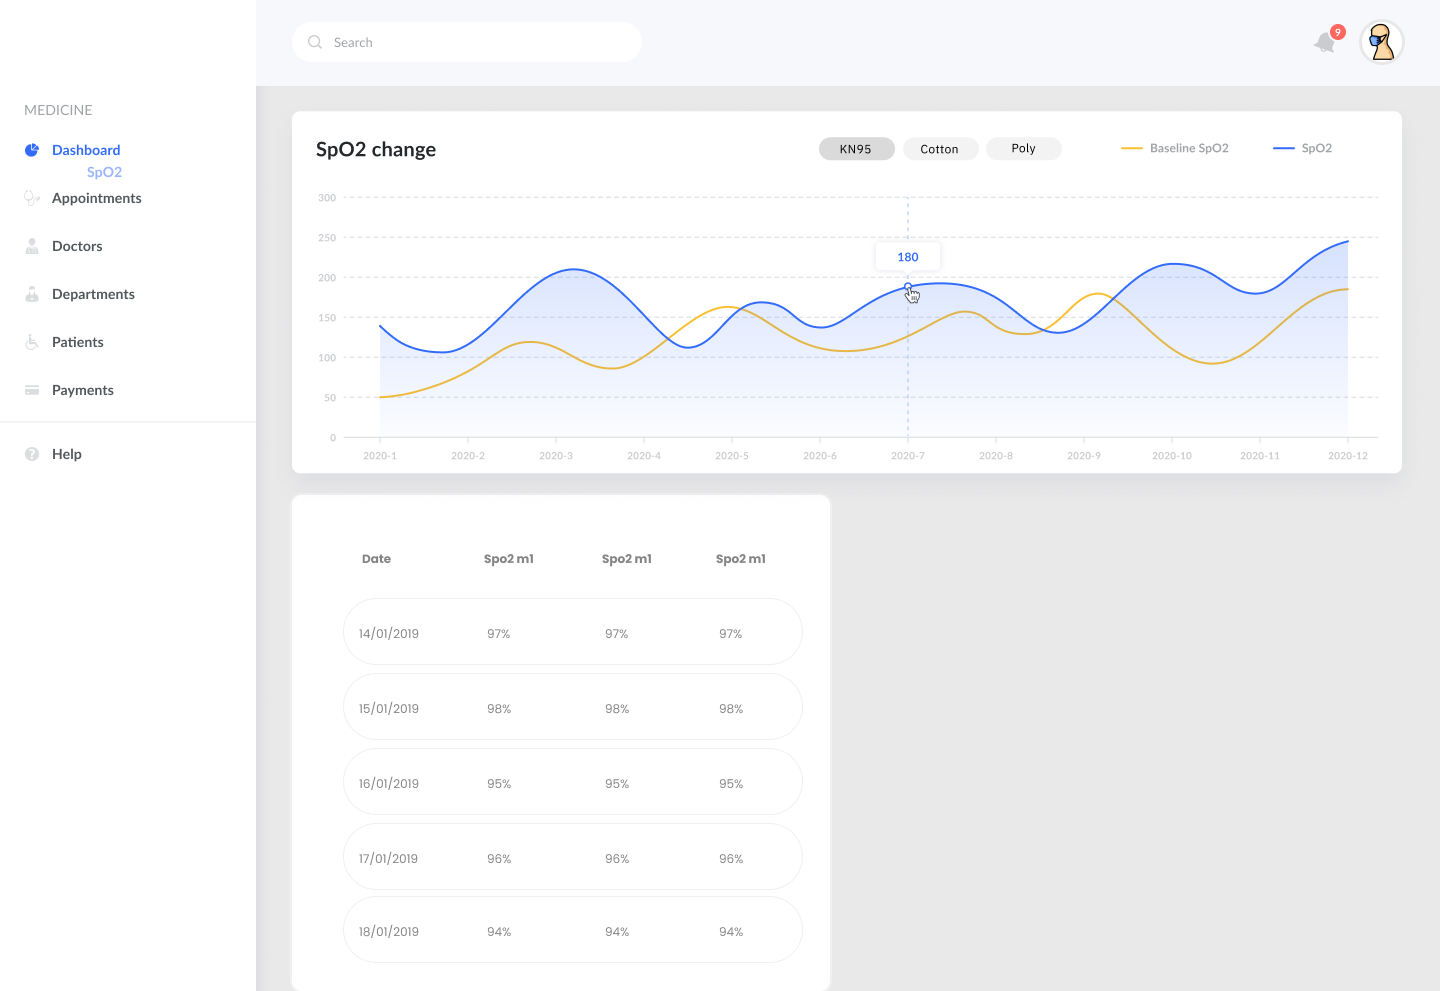 Search
9
MEDICINE
Dashboard
SpO2
Appointments
Doctors
Departments
Patients
Payments
Help
SpO2 change
KN95
Cotton
Poly
Baseline SpO2
SpO2
300
250
200
150
100
50
0
180
2020-1 2020-2 2020-3 2020-4 2020-5 2020-6 2020-7 2020-8 2020-9 2020-10 2020-11 2020-12
Date Spo2 m1 Spo2 m1 Spo2 m1
14/01/2019 97% 97% 97%
15/01/2019 98% 98% 98%
16/01/2019 95% 95% 95%
17/01/2019 96% 96% 96%
18/01/2019 94% 94% 94%